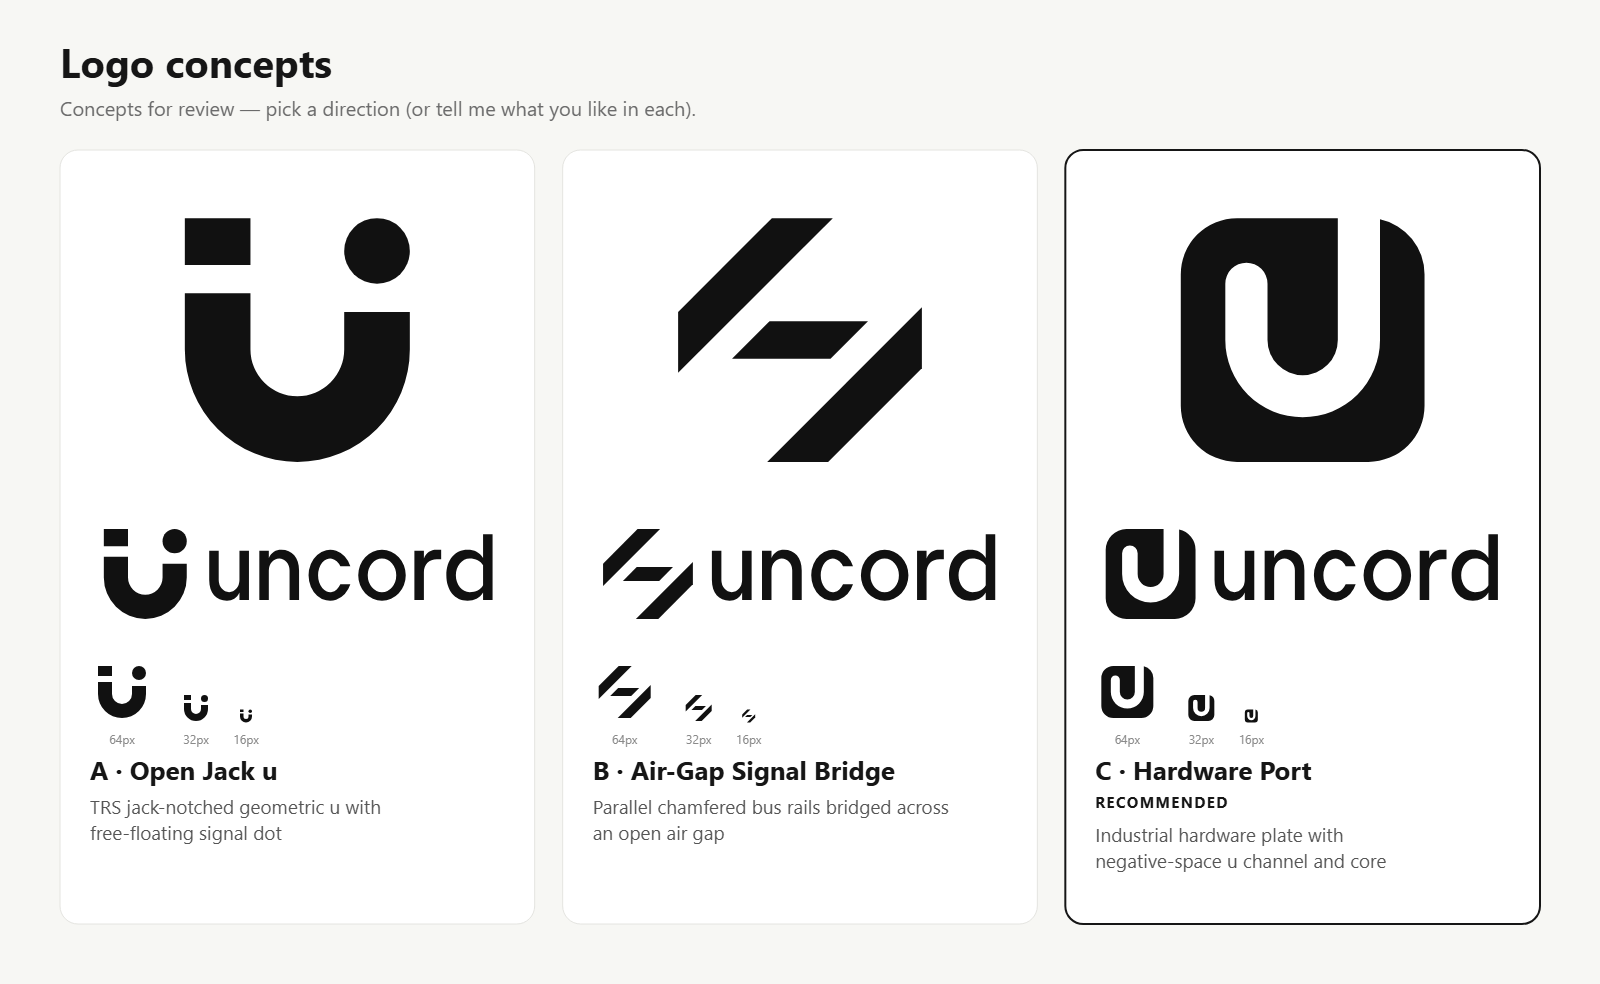 Logo concepts
Concepts for review — pick a direction (or tell me what you like in each).
uncord
64px 32px 16px
A · Open Jack u
TRS jack-notched geometric u with
free-floating signal dot
uncord
64px 32px 16px
B · Air-Gap Signal Bridge
Parallel chamfered bus rails bridged across
an open air gap
uncord
64px 32px 16px
C · Hardware Port
RECOMMENDED
Industrial hardware plate with
negative-space u channel and core